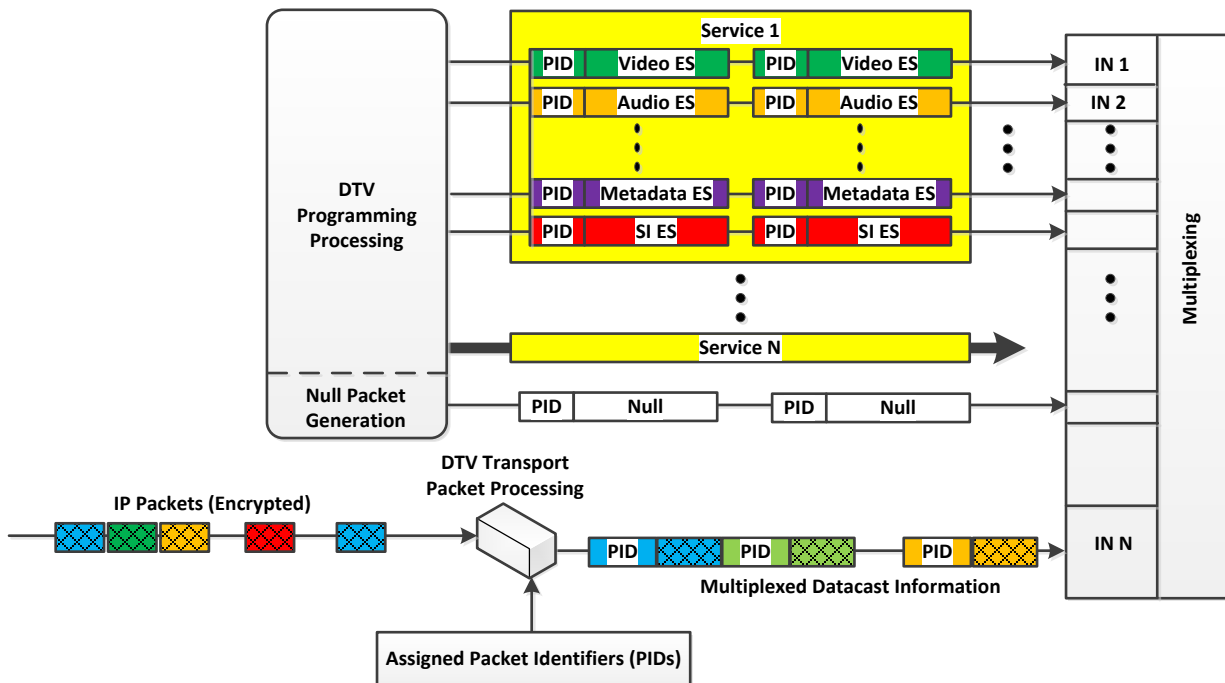 Service 1
PID Video ES PID Video ES
IN 1
PID Audio ES PID Audio ES
IN 2
DTV
Programming
Processing
PID Metadata ES PID Metadata ES
PID SI ES PID SI ES
Multiplexing
Service N
Null Packet
Generation
PID Null PID Null
DTV Transport
Packet Processing
IP Packets (Encrypted)
PID PID PID
IN N
Multiplexed Datacast Information
Assigned Packet Identifiers (PIDs)